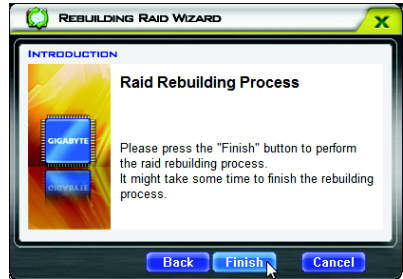 REBUILDING RAID WIZARD
X
INTRODUCTION
Raid Rebuilding Process
GIGABYTE
Please press the "Finish" button to perform
the raid rebuilding process.
It might take some time to finish the rebuilding
process.
Back Finish Cancel